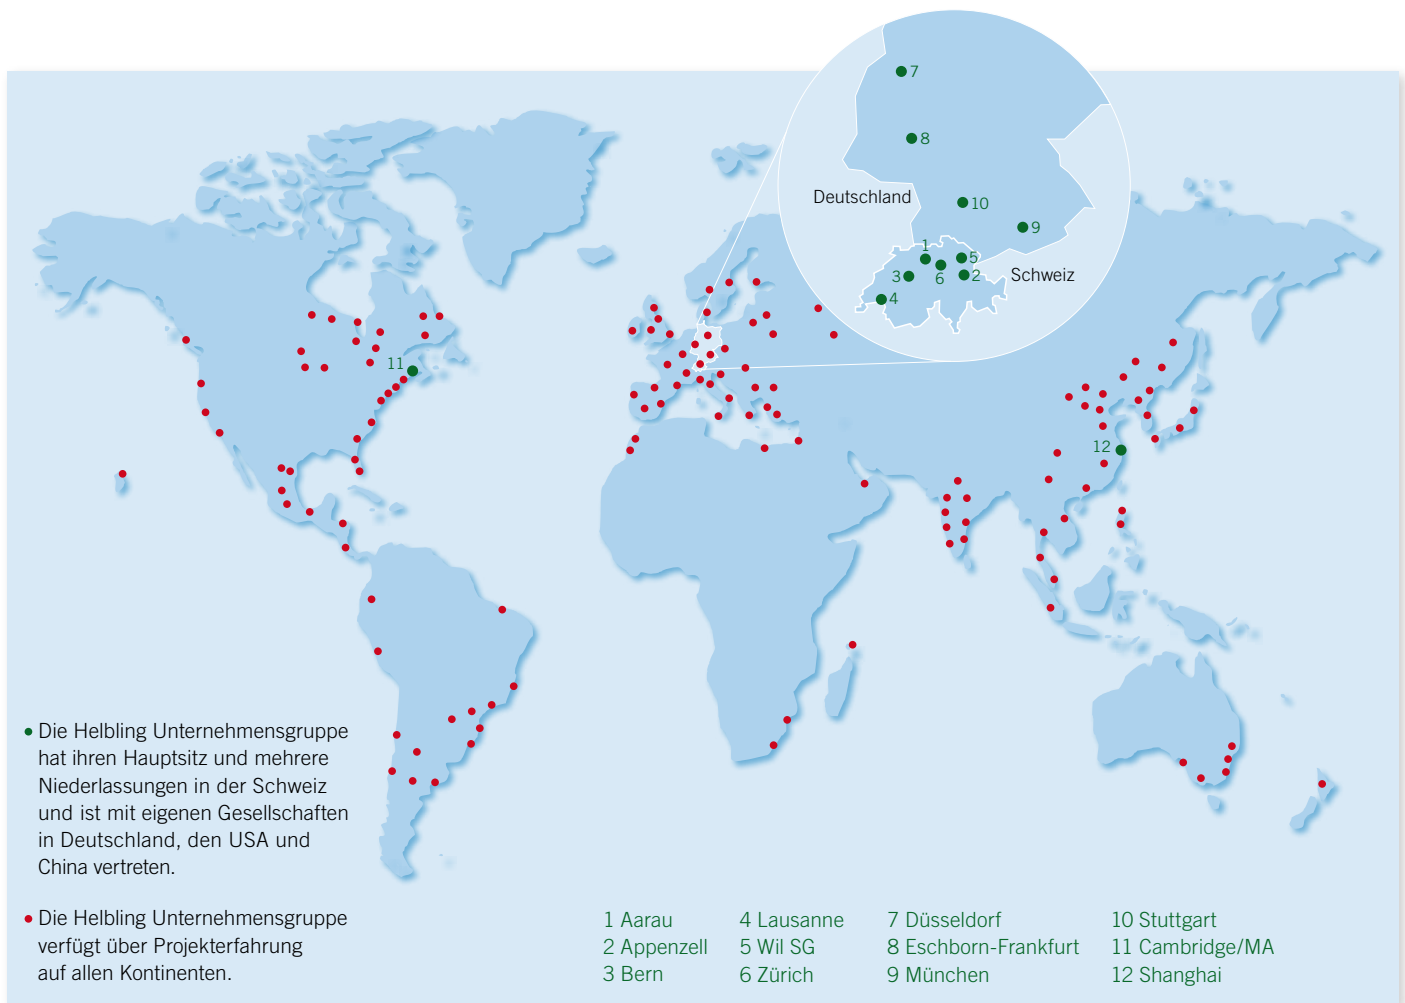 7
8
Deutschland
10
9
1
5
6
2
Schweiz
3
4
11
12
Die Helbling Unternehmensgruppe
hat ihren Hauptsitz und mehrere
Niederlassungen in der Schweiz
und ist mit eigenen Gesellschaften
in Deutschland, den USA und
China vertreten.
Die Helbling Unternehmensgruppe
verfügt über Projekterfahrung
auf allen Kontinenten.
1 Aarau
2 Appenzell
3 Bern
4 Lausanne
5 Wil SG
6 Zürich
7 Düsseldorf
8 Eschborn-Frankfurt
9 München
10 Stuttgart
11 Cambridge/MA
12 Shanghai